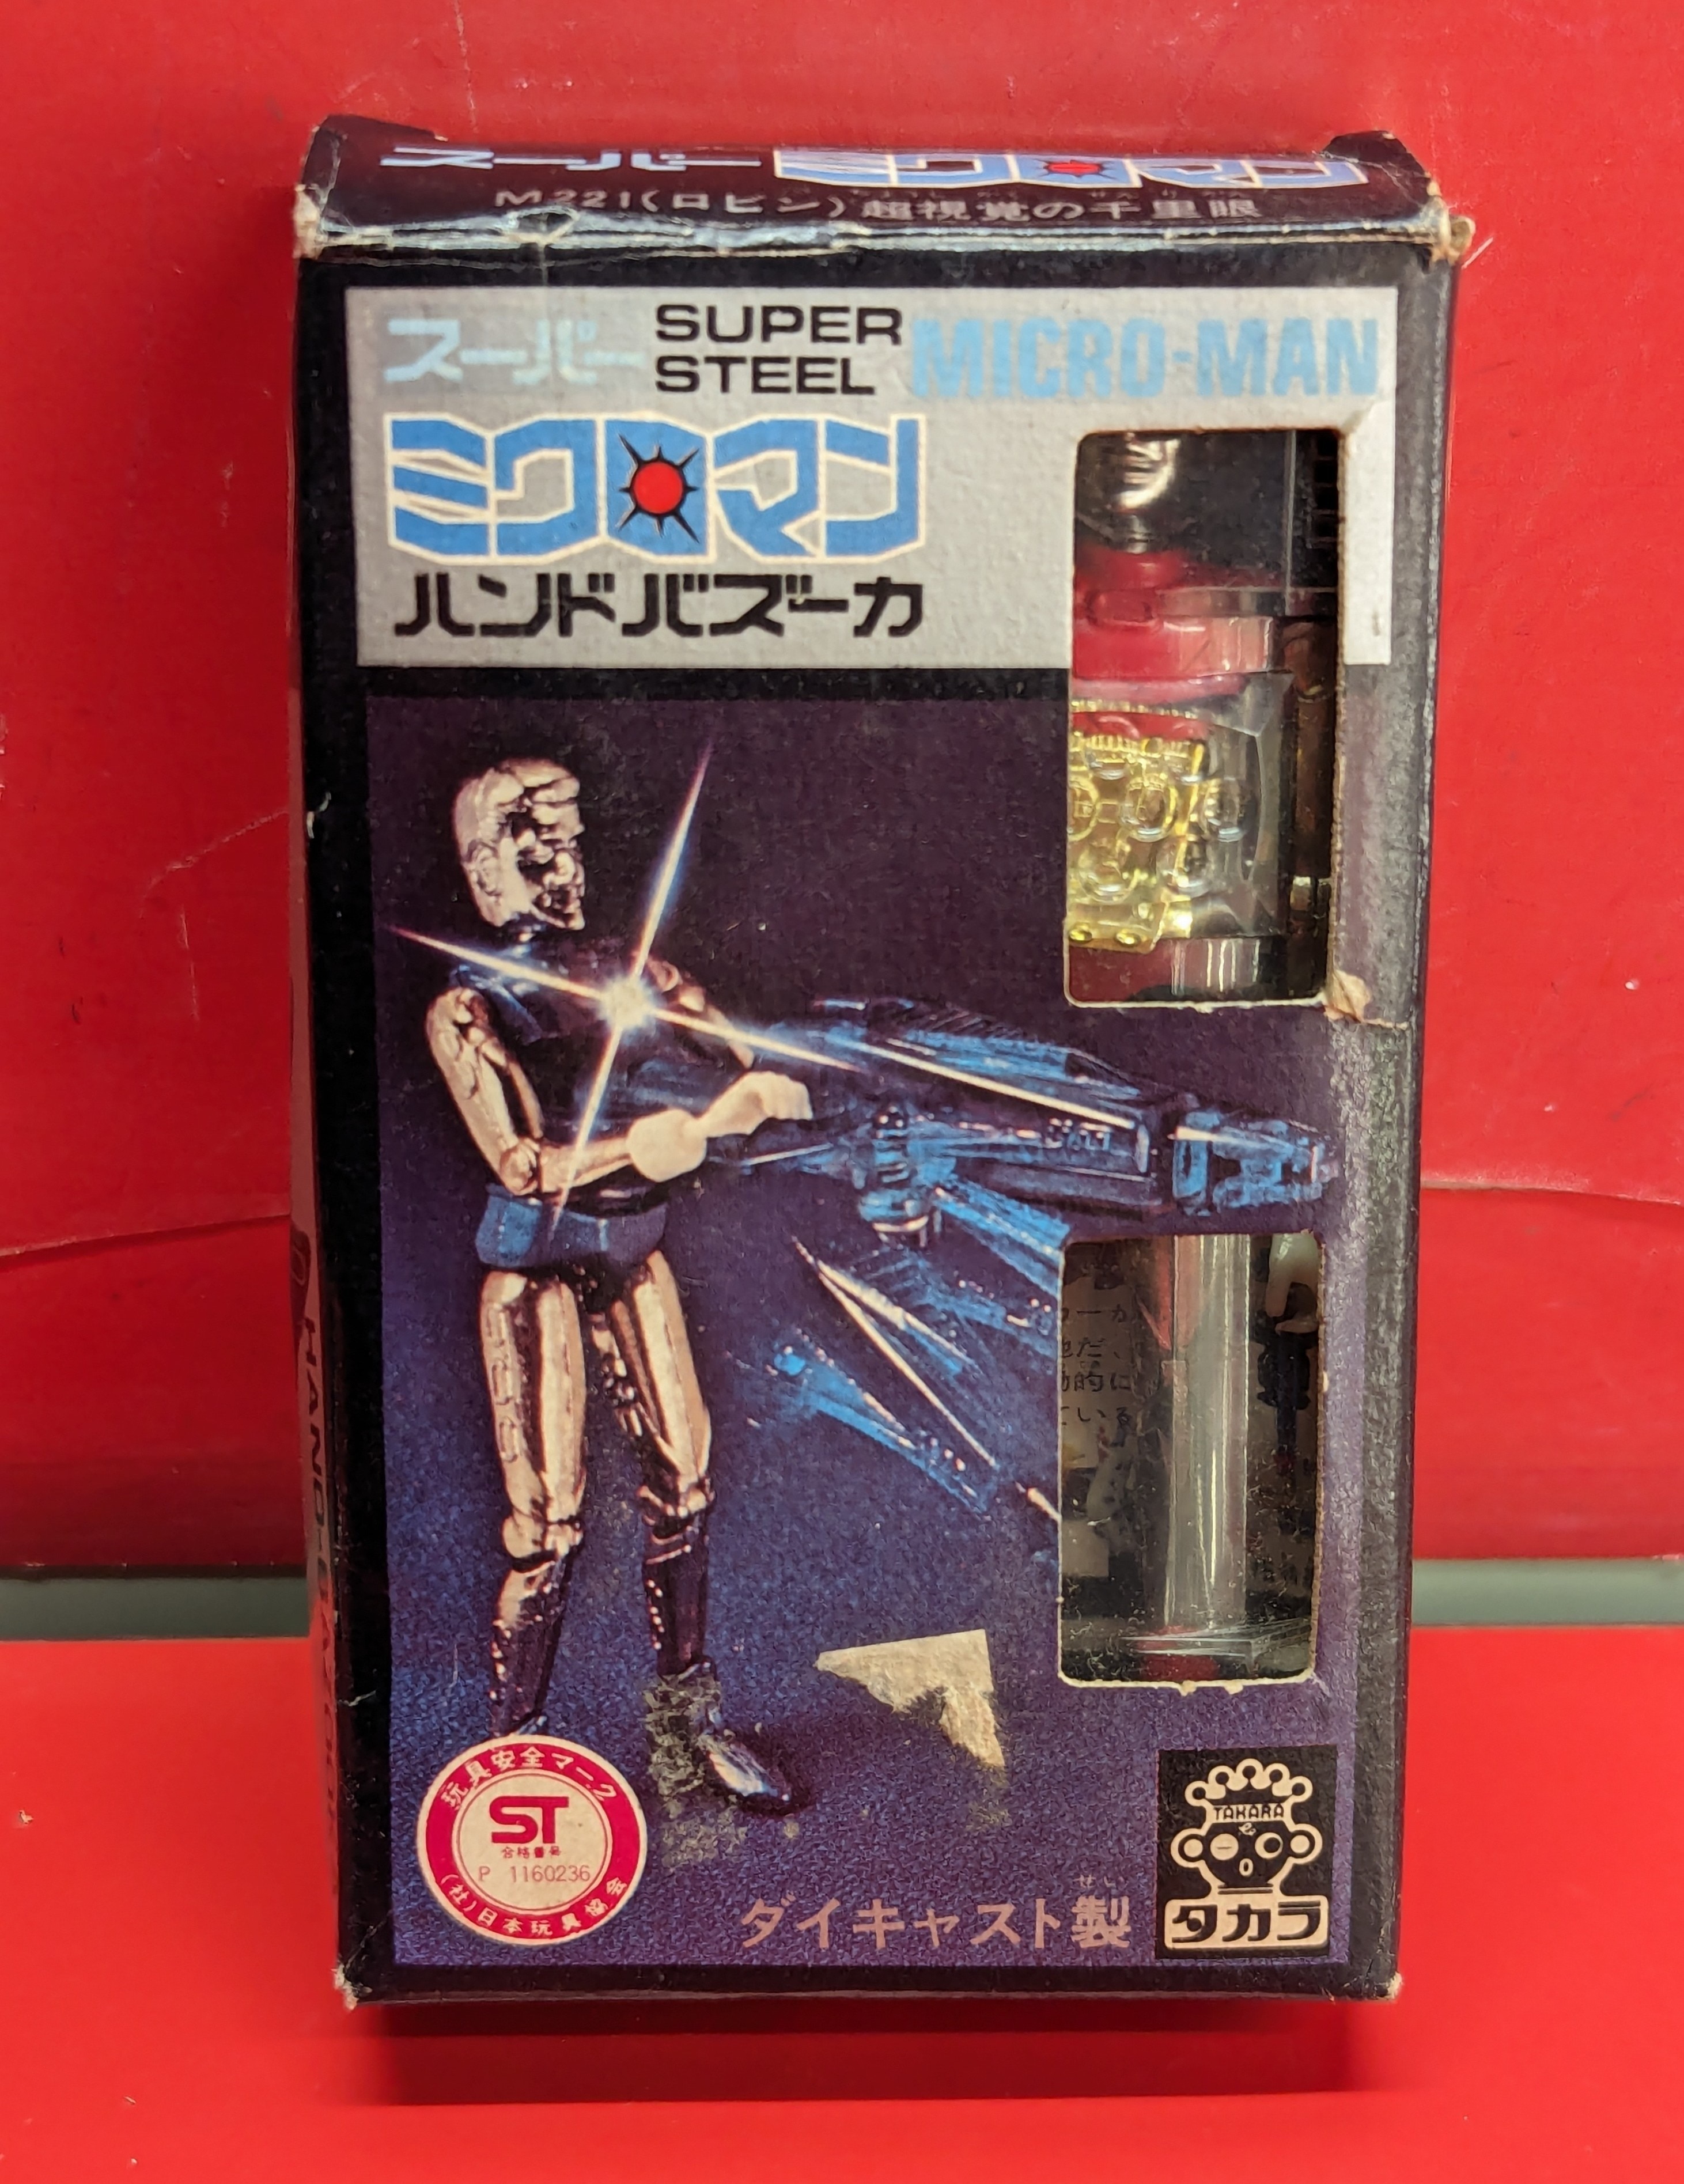 スーパーミクロマン
M221(ロビン)超視覚の千里眼
スーパー SUPER STEEL MICRO-MAN
ミクロマン
ハンドバズーカ
玩具安全マーク
ST
合格番号
P 1160236
(社)日本玩具協会
せい
ダイキャスト製
TAKARA
タカラ